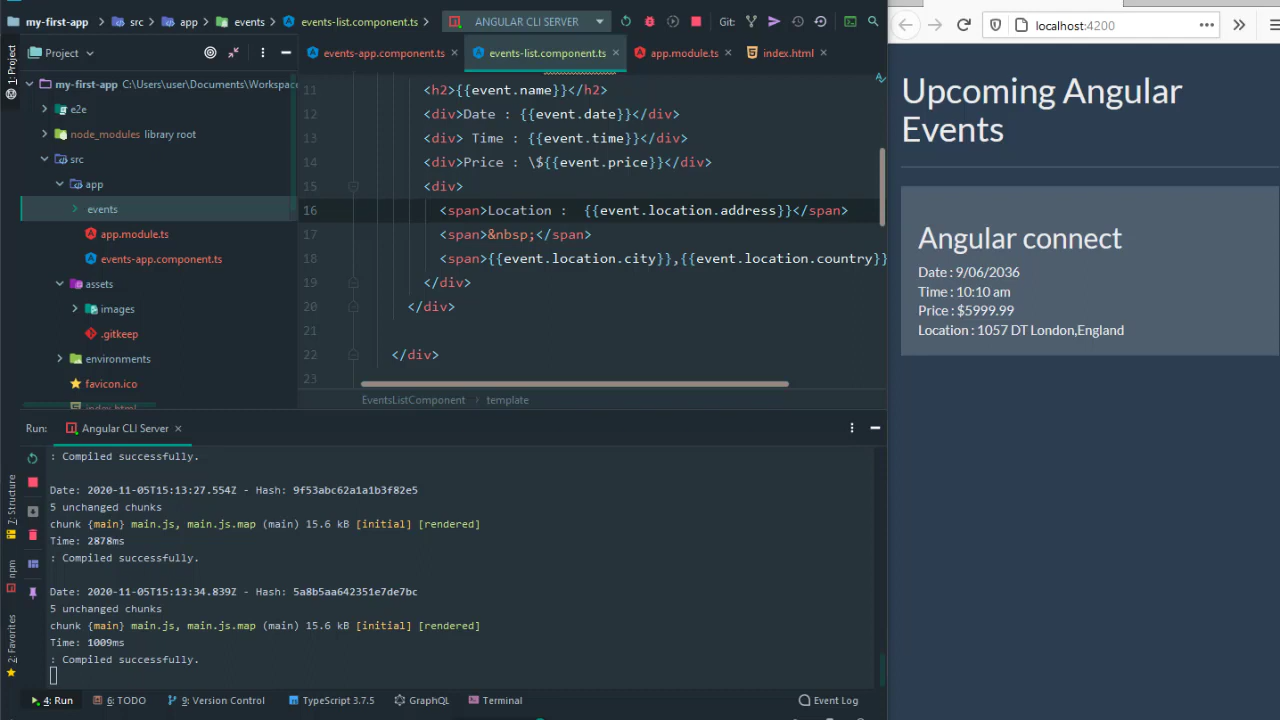 my-first-app src app events events-list.component.ts ANGULAR CLI SERVER Git:
localhost:4200
1: Project
Project
events-app.component.ts events-list.component.ts app.module.ts index.html
my-first-app C:\Users\user\Documents\Workspac
e2e
node_modules library root
src
app
events
app.module.ts
events-app.component.ts
assets
images
.gitkeep
environments
favicon.ico
index.html
11 <h2>{{event.name}}</h2>
12 <div>Date : {{event.date}}</div>
13 <div> Time : {{event.time}}</div>
14 <div>Price : \${{event.price}}</div>
15 <div>
16 <span>Location :  {{event.location.address}}</span>
17 <span>&nbsp;</span>
18 <span>{{event.location.city}},{{event.location.country}}
19 </div>
20 </div>
21
22 </div>
23
EventsListComponent template
Upcoming Angular
Events
Angular connect
Date : 9/06/2036
Time : 10:10 am
Price : $5999.99
Location : 1057 DT London,England
Run: Angular CLI Server
: Compiled successfully.
Date: 2020-11-05T15:13:27.554Z - Hash: 9f53abc62a1a1b3f82e5
5 unchanged chunks
chunk {main} main.js, main.js.map (main) 15.6 kB [initial] [rendered]
Time: 2878ms
: Compiled successfully.
Date: 2020-11-05T15:13:34.839Z - Hash: 5a8b5aa642351e7de7bc
5 unchanged chunks
chunk {main} main.js, main.js.map (main) 15.6 kB [initial] [rendered]
Time: 1009ms
: Compiled successfully.
7: Structure
npm
2: Favorites
4: Run 6: TODO 9: Version Control TypeScript 3.7.5 GraphQL Terminal Event Log